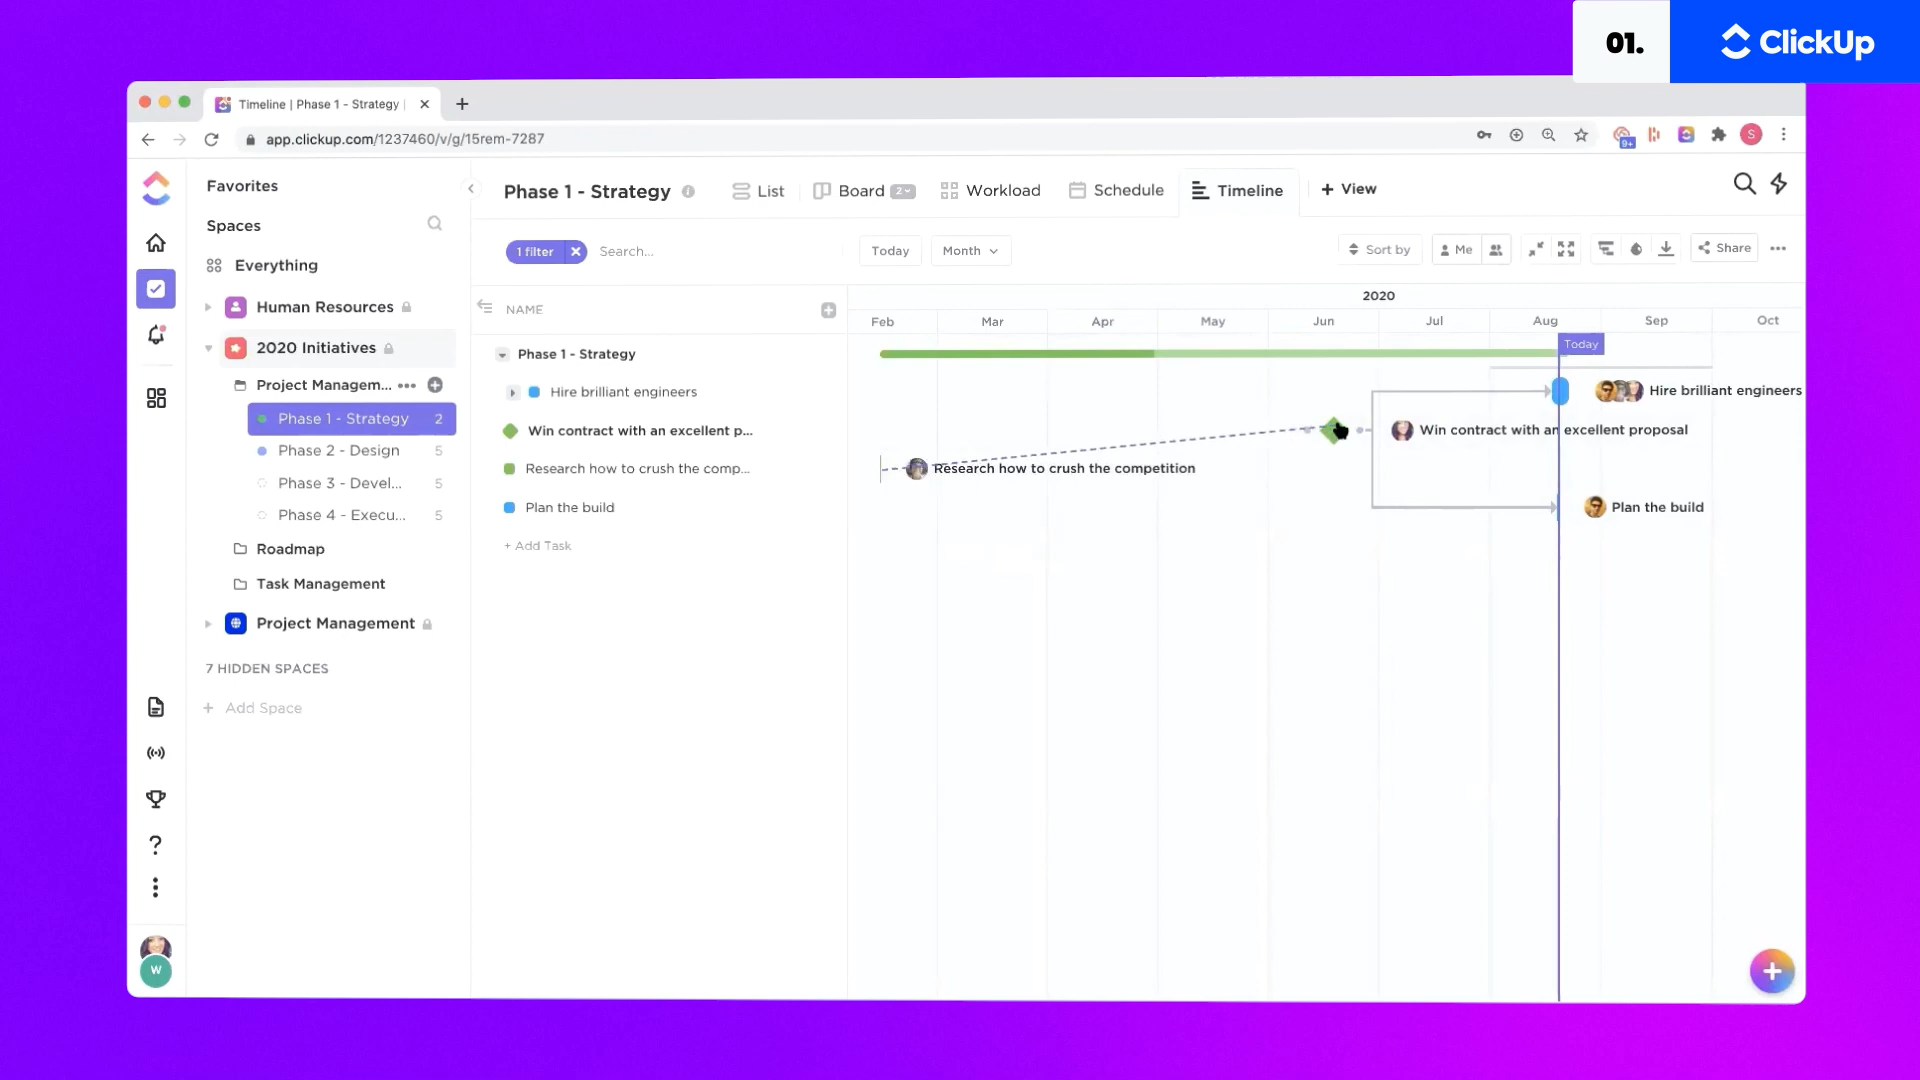 01.
ClickUp
Timeline | Phase 1 - Strategy |
app.clickup.com/1237460/v/g/15rem-7287
9+
S
Favorites
Spaces
Everything
Human Resources
2020 Initiatives
Project Managem...
Phase 1 - Strategy 2
Phase 2 - Design 5
Phase 3 - Devel... 5
Phase 4 - Execu... 5
Roadmap
Task Management
Project Management
7 HIDDEN SPACES
+ Add Space
W
Phase 1 - Strategy
List
Board 2
Workload
Schedule
Timeline
+ View
1 filter
Search...
Today
Month
Sort by
Me
Share
NAME
2020
Feb Mar Apr May Jun Jul Aug Sep Oct
Today
Phase 1 - Strategy
Hire brilliant engineers
Hire brilliant engineers
Win contract with an excellent p...
Win contract with an excellent proposal
Research how to crush the comp...
Research how to crush the competition
Plan the build
Plan the build
+ Add Task